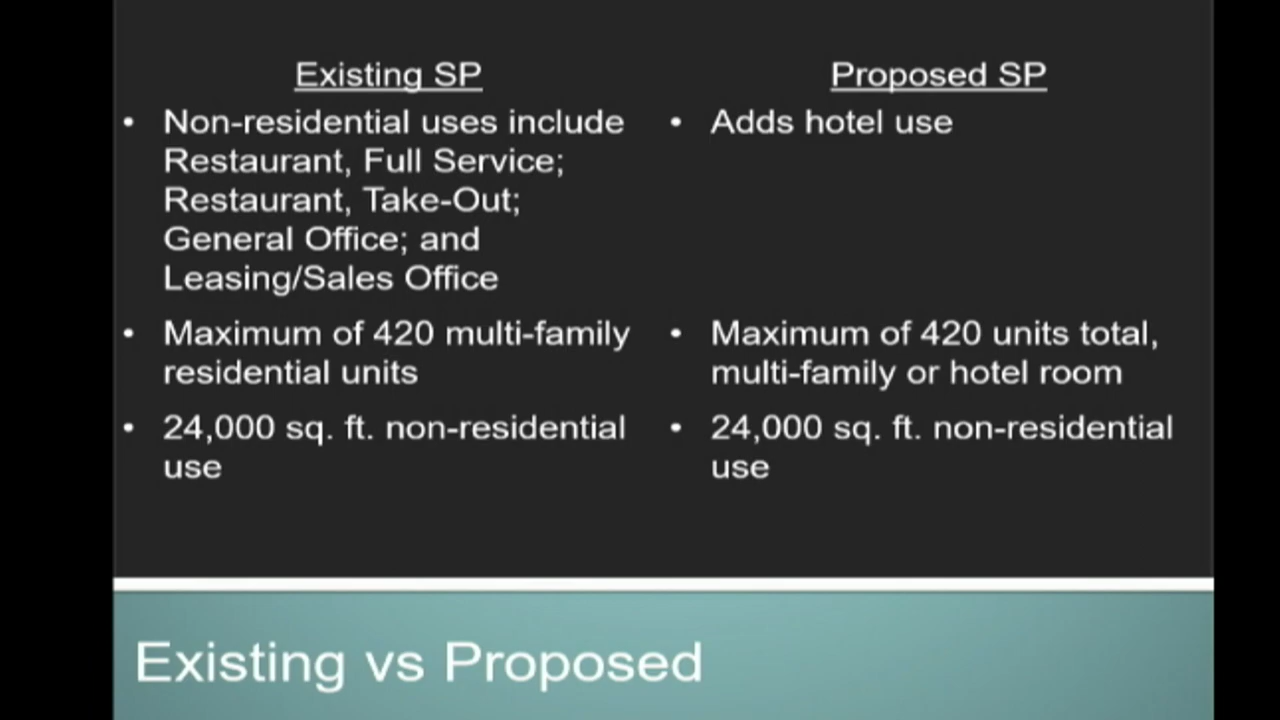 Existing SP
• Non-residential uses include
Restaurant, Full Service;
Restaurant, Take-Out;
General Office; and
Leasing/Sales Office
• Maximum of 420 multi-family
residential units
• 24,000 sq. ft. non-residential
use
Proposed SP
• Adds hotel use
• Maximum of 420 units total,
multi-family or hotel room
• 24,000 sq. ft. non-residential
use
Existing vs Proposed